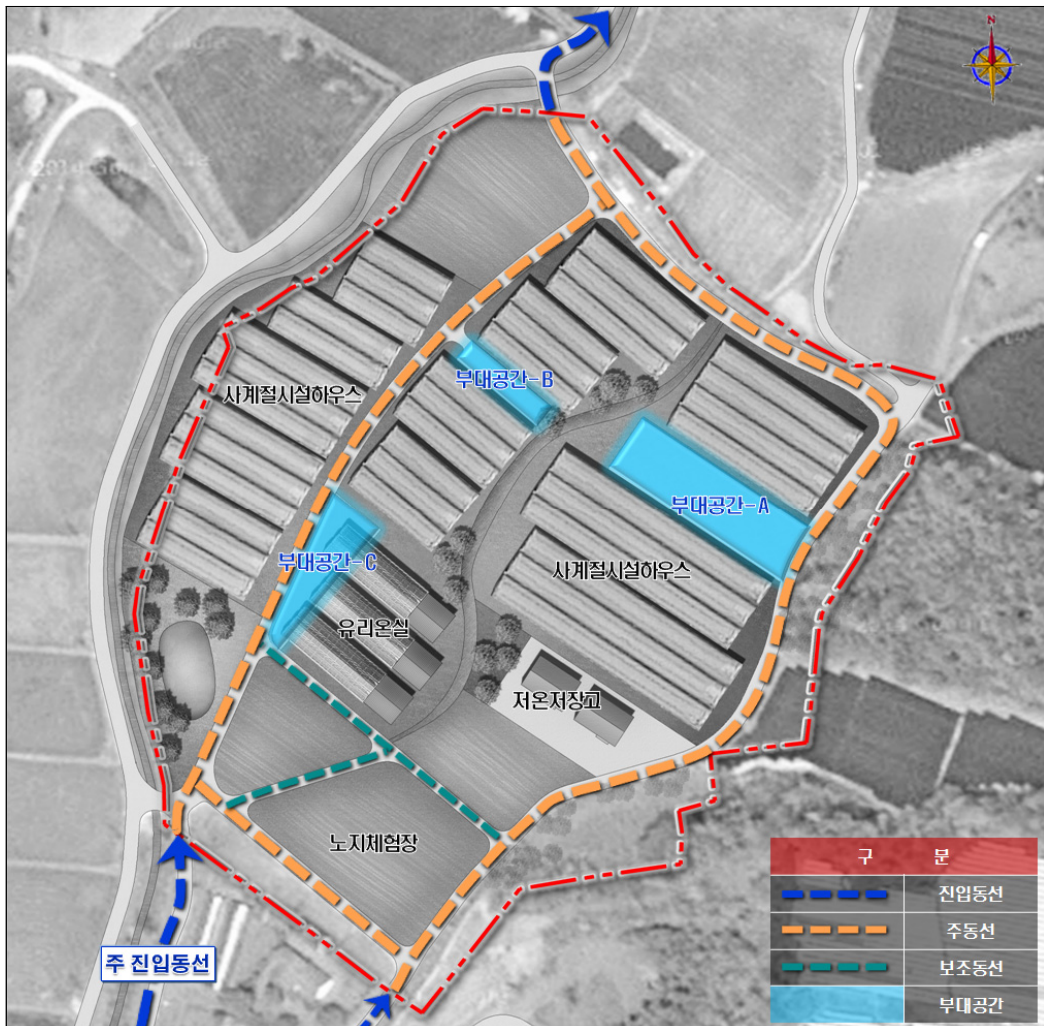 N
사계절시설하우스
부대공간-B
부대공간-A
부대공간-C
사계절시설하우스
유리온실
저온저장고
노지체험장
주 진입동선
구 분
진입동선
주동선
보조동선
부대공간